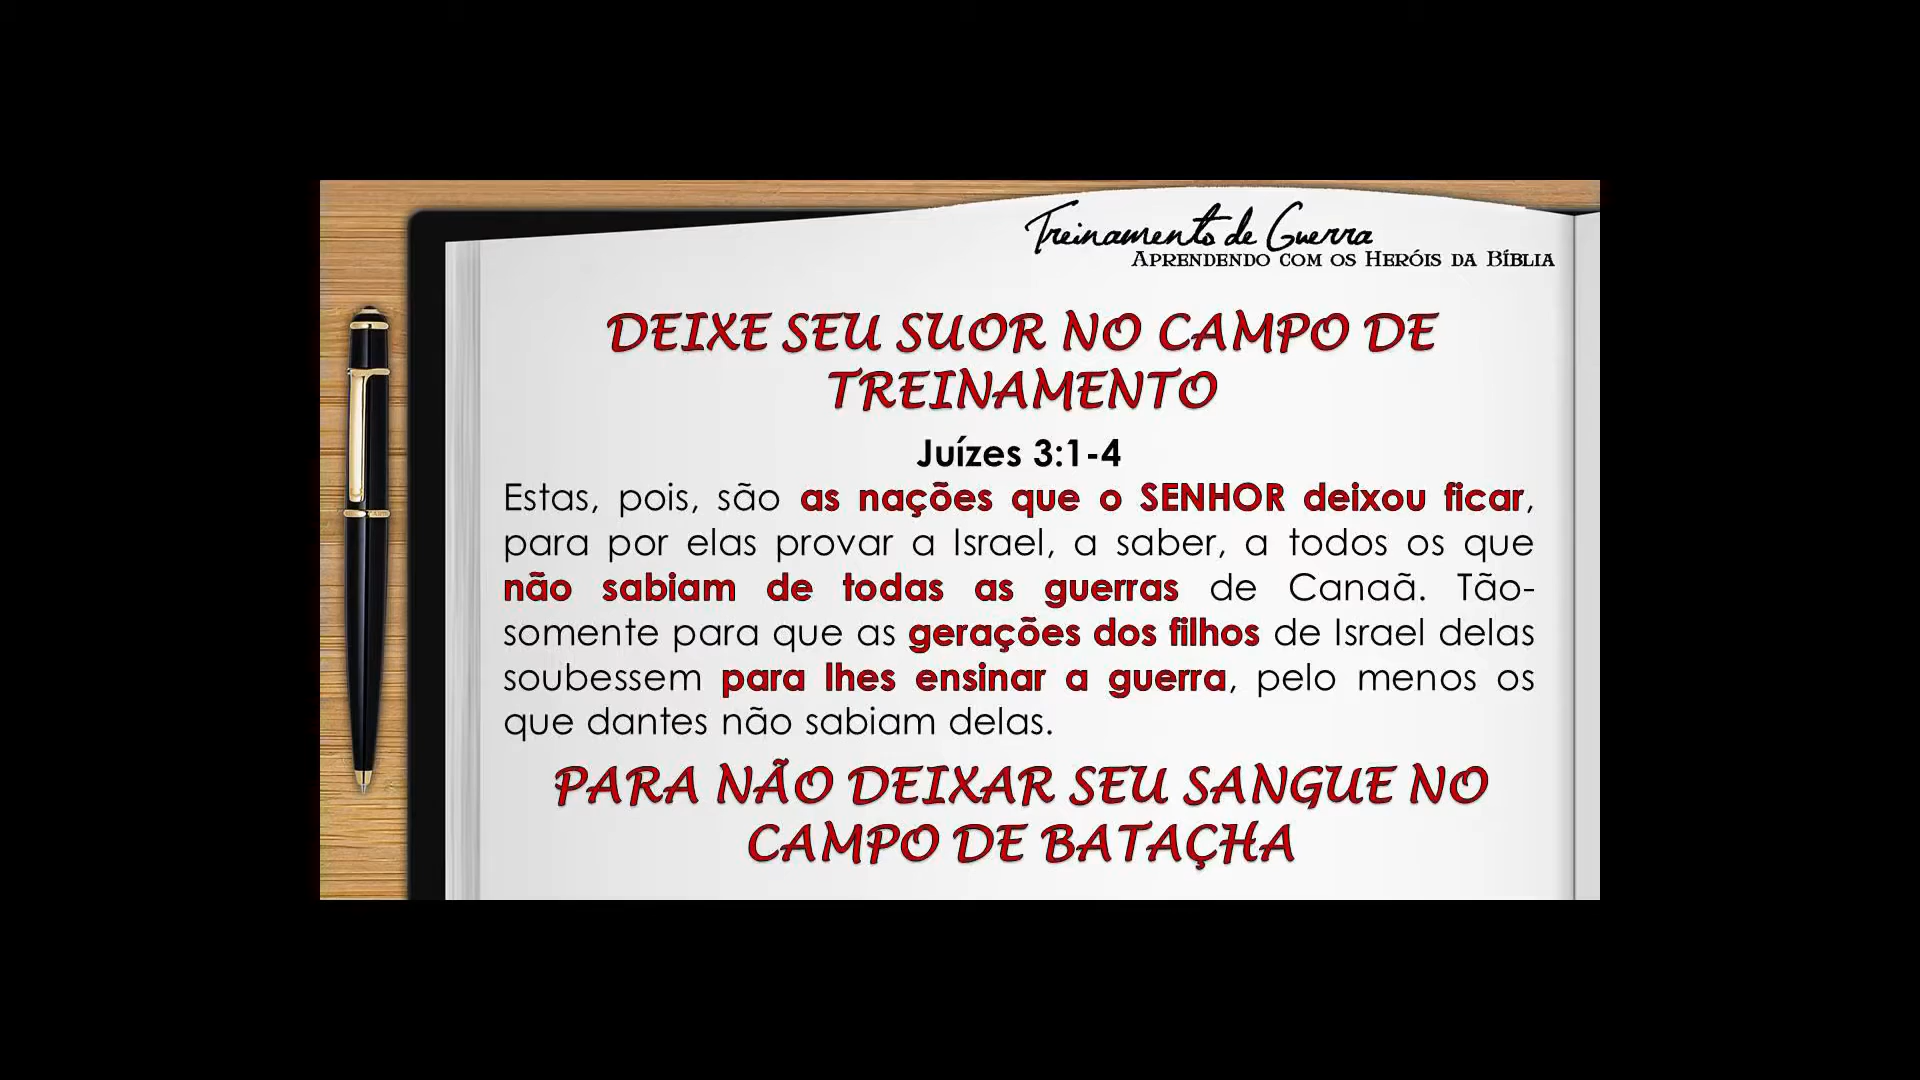 Treinamento de Guerra
Aprendendo com os Heróis da Bíblia
DEIXE SEU SUOR NO CAMPO DE
TREINAMENTO
Juízes 3:1-4
Estas, pois, são as nações que o SENHOR deixou ficar,
para por elas provar a Israel, a saber, a todos os que
não sabiam de todas as guerras de Canaã. Tão-
somente para que as gerações dos filhos de Israel delas
soubessem para lhes ensinar a guerra, pelo menos os
que dantes não sabiam delas.
PARA NÃO DEIXAR SEU SANGUE NO
CAMPO DE BATAÇHA